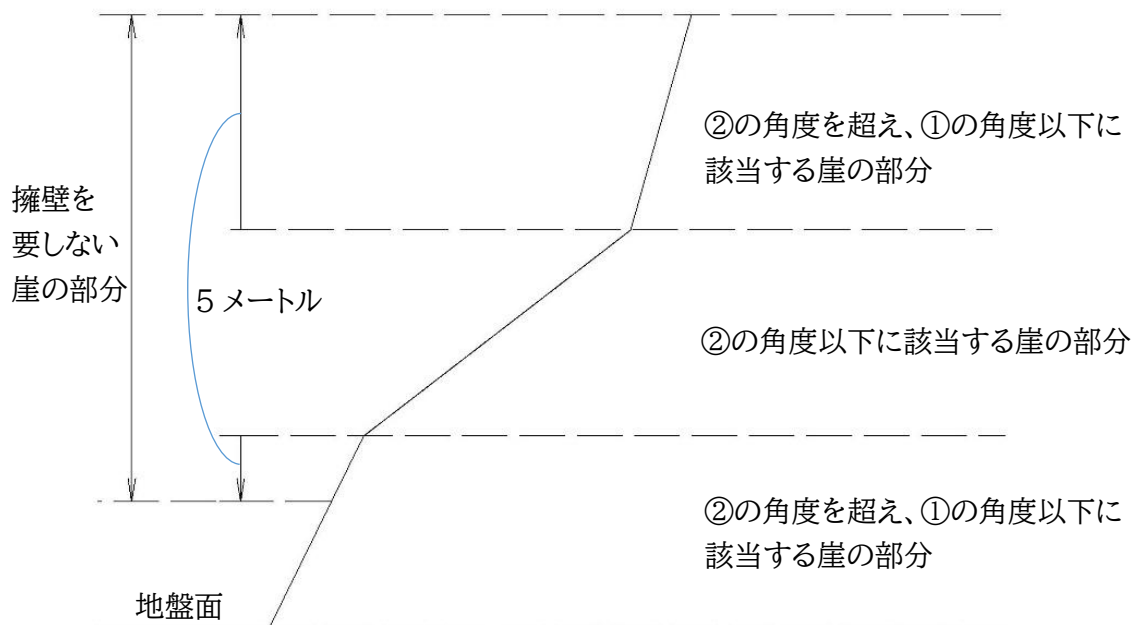 ②の角度を超え、①の角度以下に
該当する崖の部分
擁壁を
要しない
崖の部分
5メートル
②の角度以下に該当する崖の部分
②の角度を超え、①の角度以下に
該当する崖の部分
地盤面